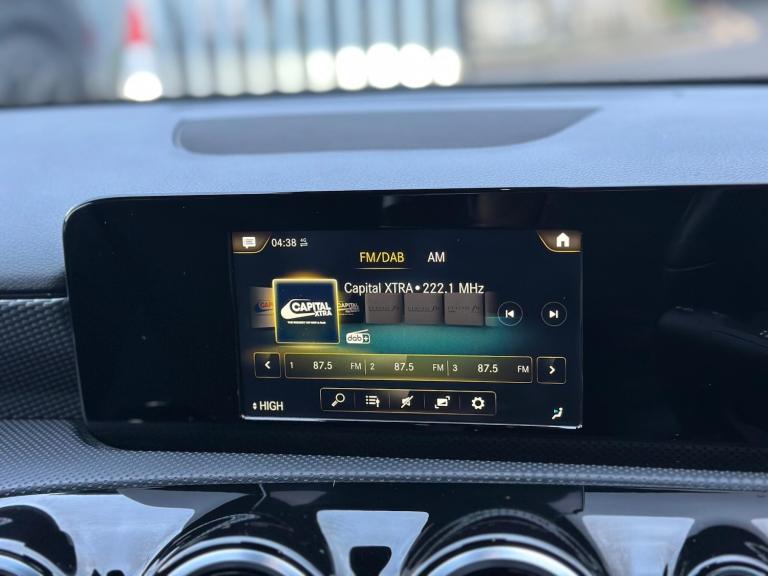 04:38 4G
FM/DAB AM
Capital XTRA • 222.1 MHz
CAPITAL
XTRA
dab+
1 87.5 FM 2 87.5 FM 3 87.5 FM
HIGH